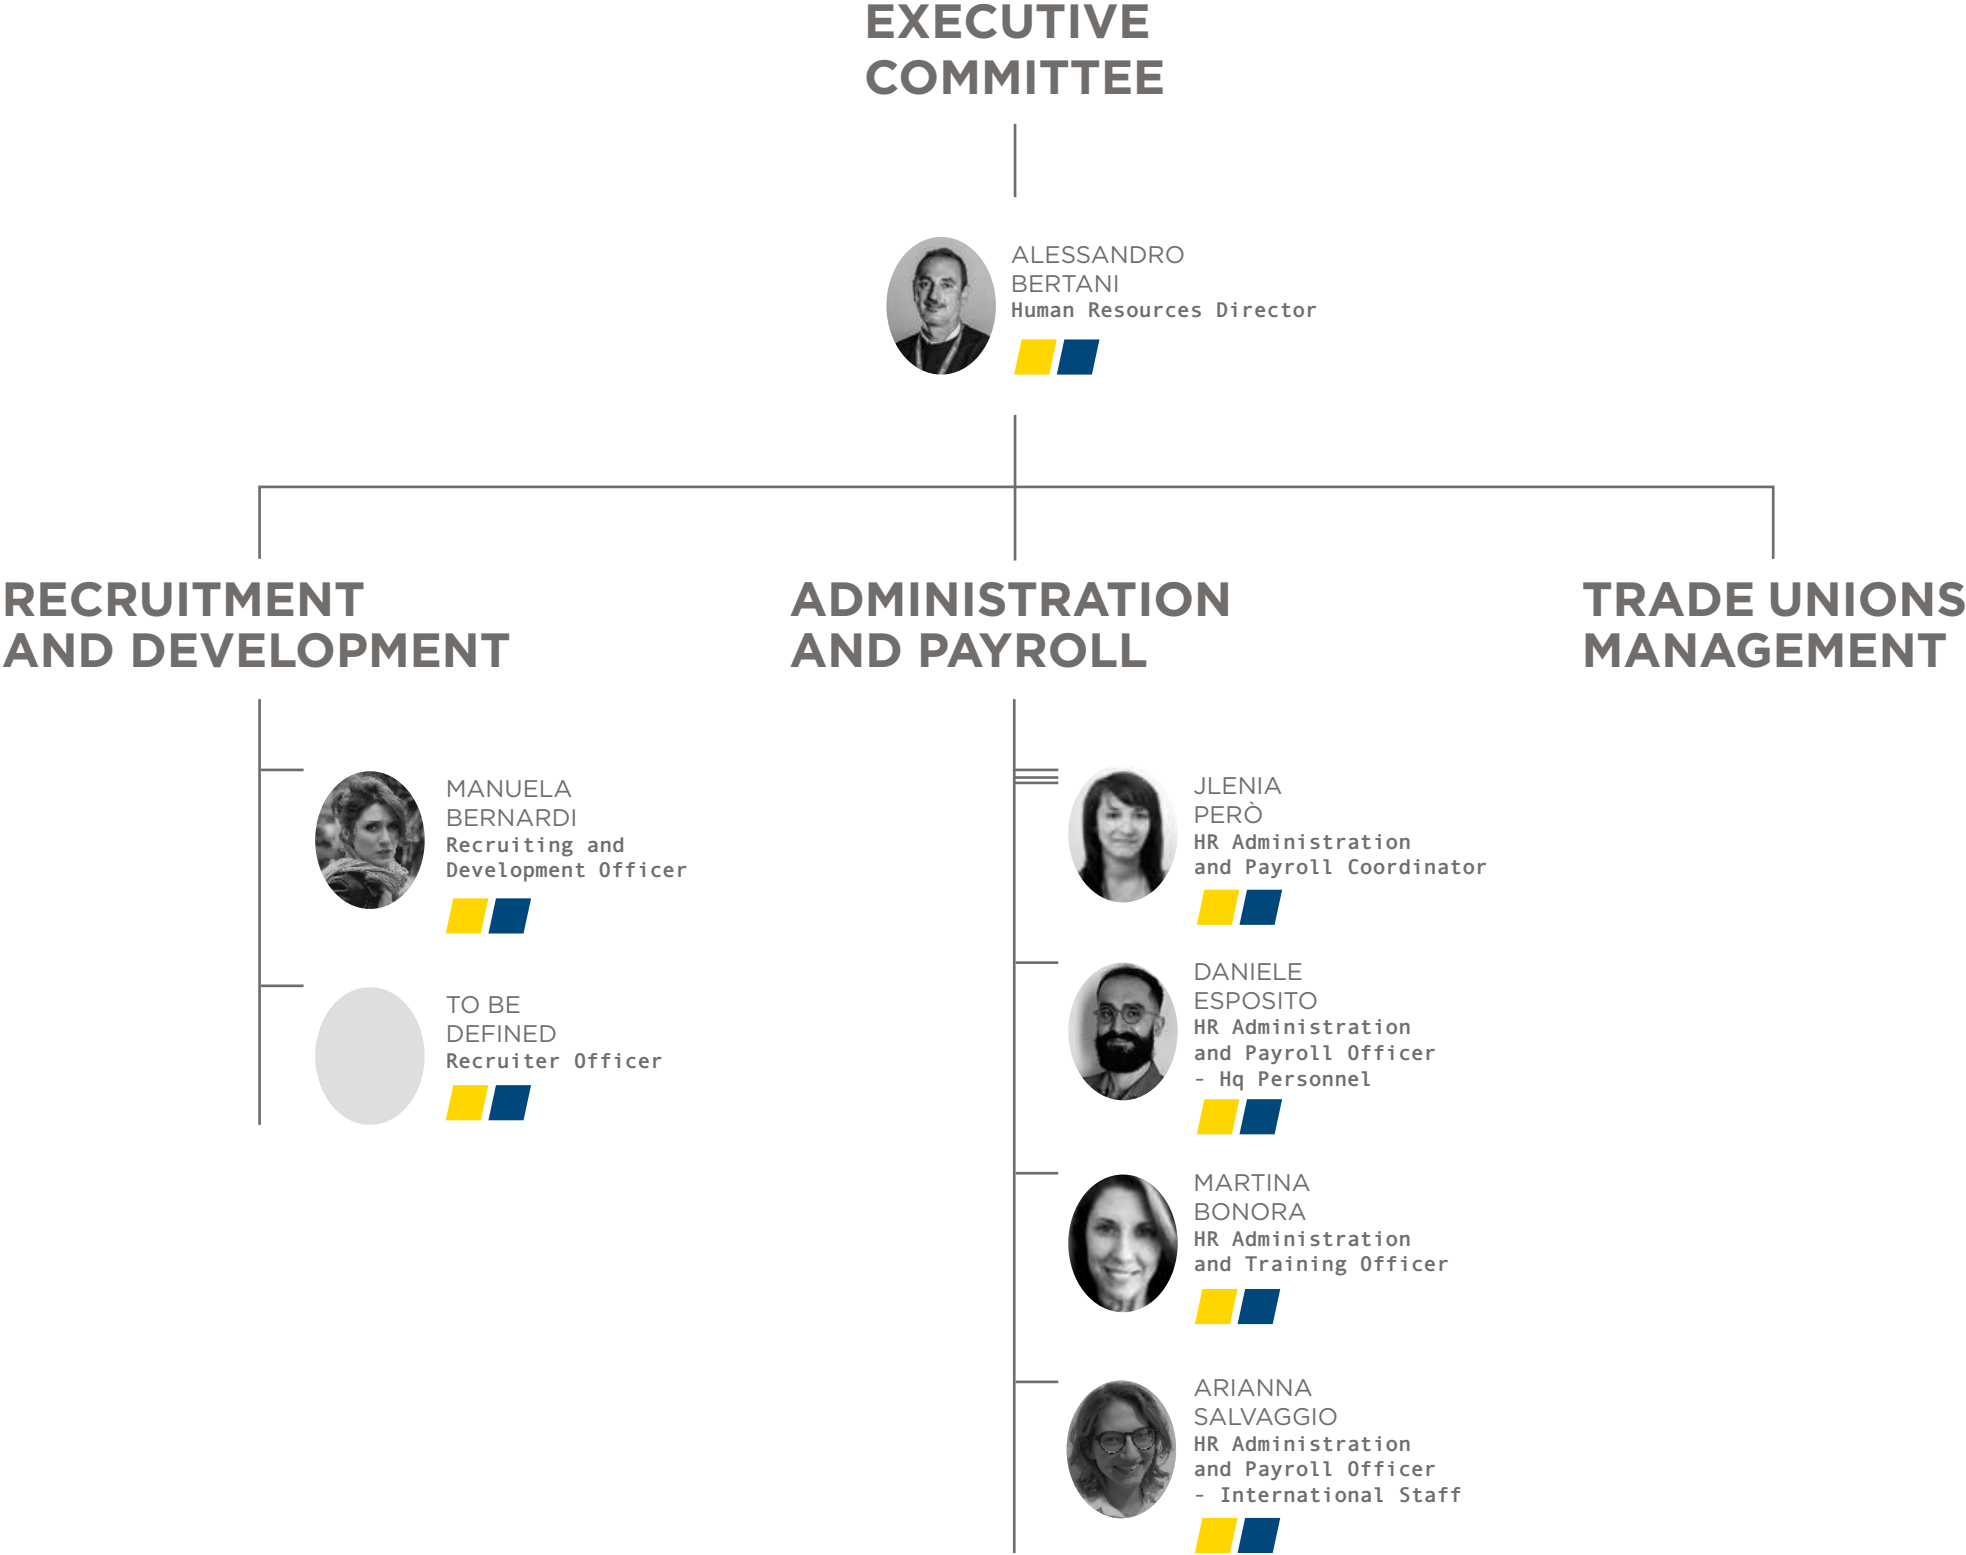 EXECUTIVE
COMMITTEE
ALESSANDRO
BERTANI
Human Resources Director
RECRUITMENT
AND DEVELOPMENT
MANUELA
BERNARDI
Recruiting and
Development Officer
TO BE
DEFINED
Recruiter Officer
ADMINISTRATION
AND PAYROLL
JLENIA
PERÒ
HR Administration
and Payroll Coordinator
DANIELE
ESPOSITO
HR Administration
and Payroll Officer
- Hq Personnel
MARTINA
BONORA
HR Administration
and Training Officer
ARIANNA
SALVAGGIO
HR Administration
and Payroll Officer
- International Staff
TRADE UNIONS
MANAGEMENT